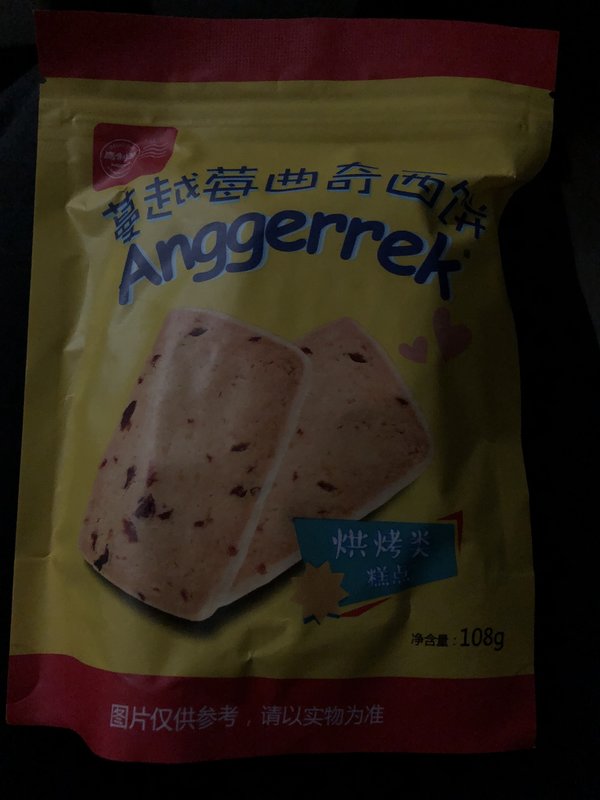 蔓越莓曲奇西饼
Anggerrek
烘烤类
糕点
净含量：108g
图片仅供参考，请以实物为准